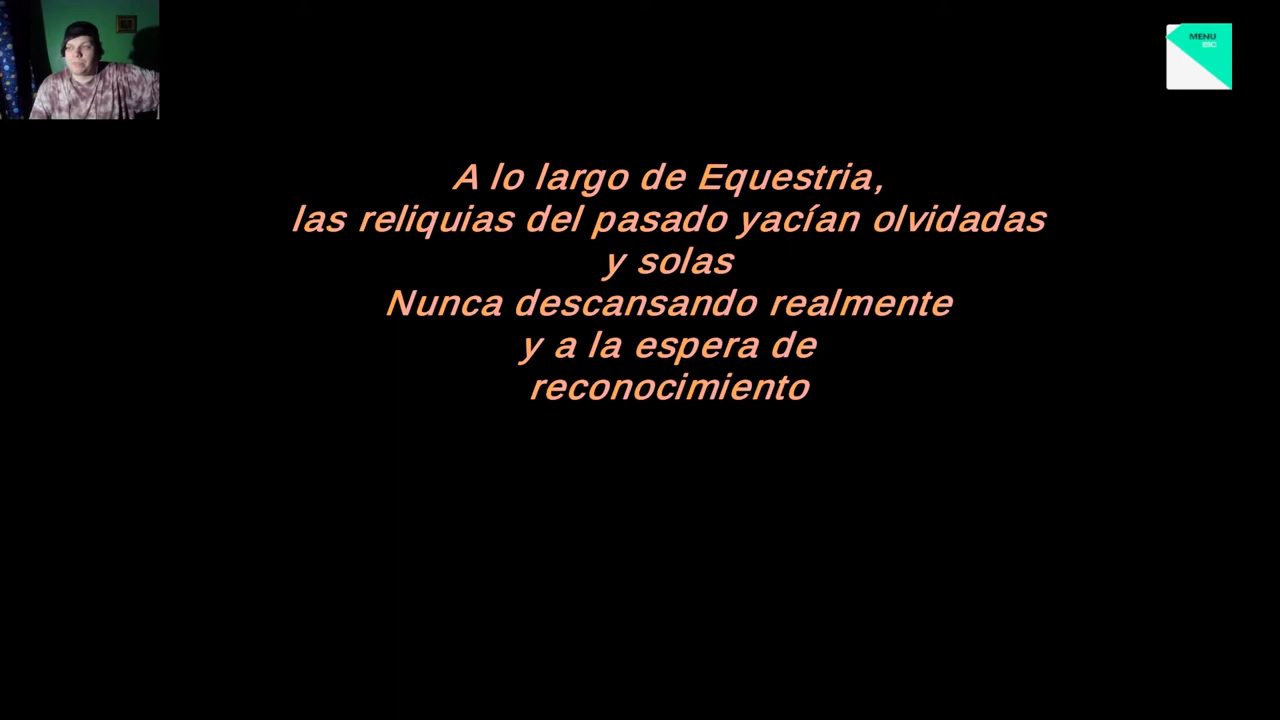 MENU
ESC
A lo largo de Equestria,
las reliquias del pasado yacían olvidadas
y solas
Nunca descansando realmente
y a la espera de
reconocimiento